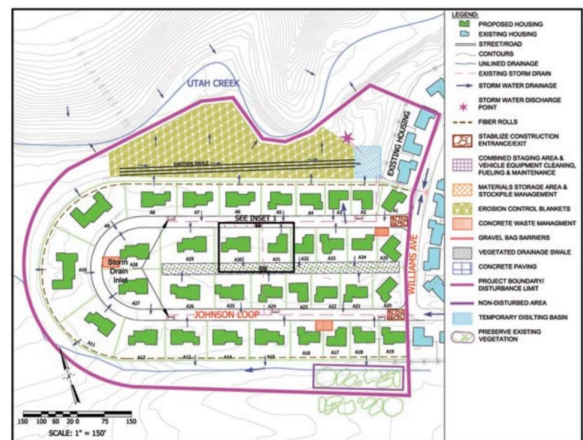 LEGEND:
PROPOSED HOUSING
EXISTING HOUSING
STREET/ROAD
CONTOURS
UNLINED DRAINAGE
EXISTING STORM DRAIN
STORM WATER DRAINAGE
STORM WATER DISCHARGE
POINT
FIBER ROLLS
STABILIZE CONSTRUCTION
ENTRANCE/EXIT
COMBINED STAGING AREA &
VEHICLE EQUIPMENT CLEANING,
FUELING & MAINTENANCE
MATERIALS STORAGE AREA &
STOCKPILE MANAGEMENT
EROSION CONTROL BLANKETS
CONCRETE WASTE MANAGMENT
GRAVEL BAG BARRIERS
VEGETATED DRAINAGE SWALE
CONCRETE PAVING
PROJECT BOUNDARY/
DISTURBANCE LIMIT
NON-DISTURBED AREA
TEMPORARY DISILTING BASIN
PRESERVE EXISTING
VEGETATION
UTAH CREEK
EXISTING HOUSING
EARTHEN SWALE
A8
A7
A6
A5
A4
A9
SEE INSET 1
A29
A30
A31
A32
A33
A34
A35
Storm
Drain
Inlet
A28
A10
A27
A26
A25
A24
A23
A22
A21
A20
JOHNSON LOOP
WILLIAMS AVE
A11
A12
A13
A14
A15
A16
A17
A18
A19
150 100 75 50 20 0 75 150
SCALE: 1" = 150'